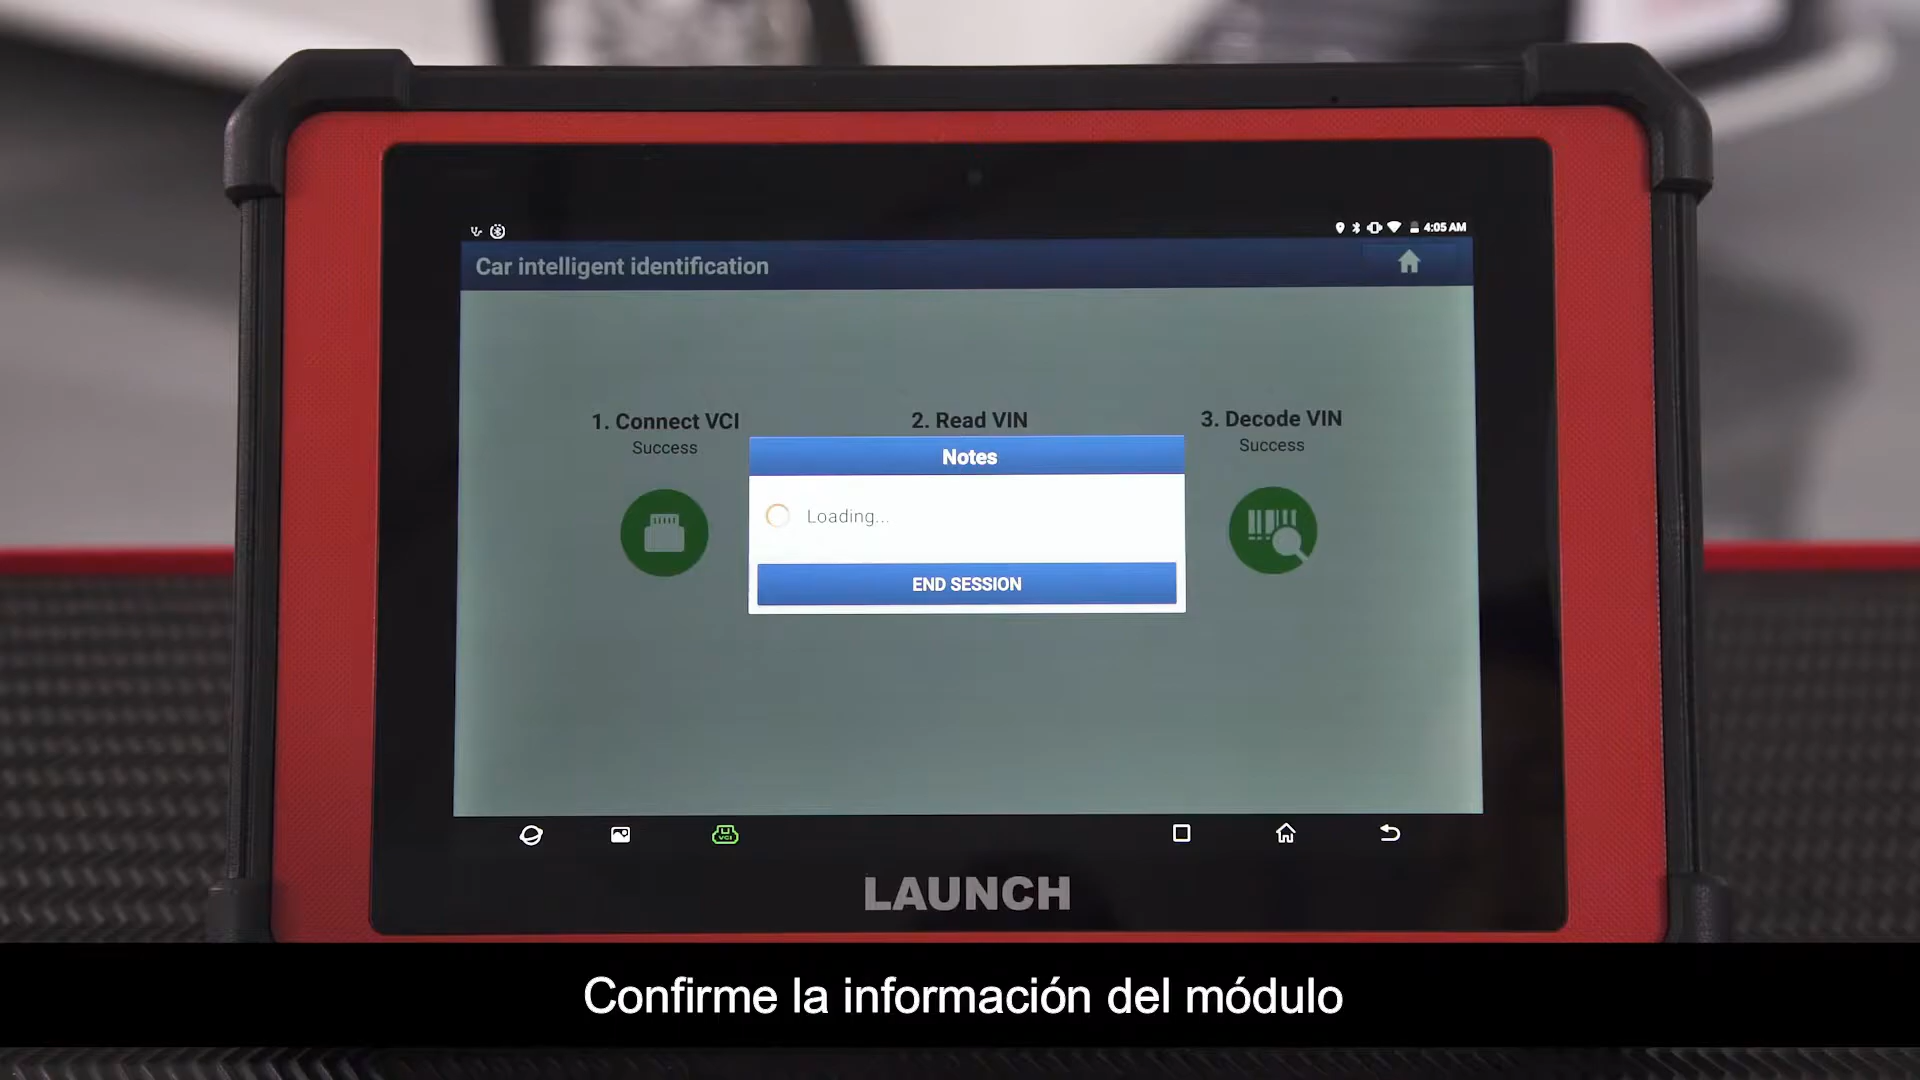 4:05 AM
Car intelligent identification
1. Connect VCI
Success
2. Read VIN
3. Decode VIN
Success
Notes
Loading...
END SESSION
VCI
LAUNCH
Confirme la información del módulo